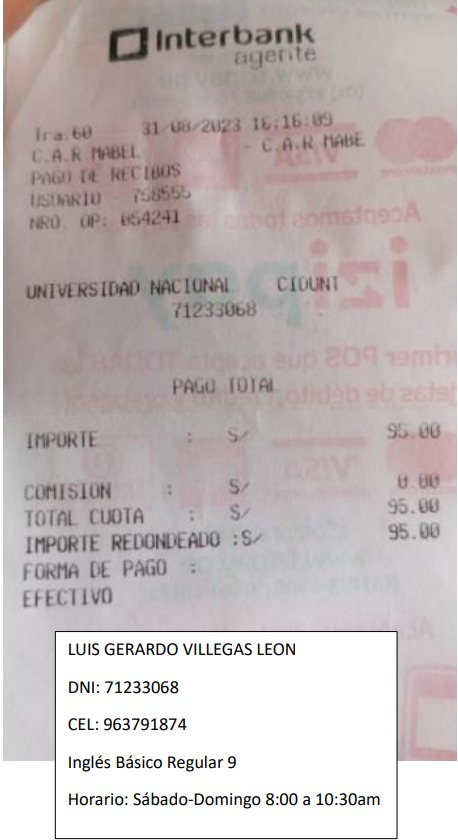 Interbank
agente
Tra.60 31/08/2023 16:16:09
C.A.R MABEL - C.A.R MABE
PAGO DE RECIBOS
USUARIO 758555
NRO. OP: 054241
UNIVERSIDAD NACIONAL CIDUNT
71233068
PAGO TOTAL
IMPORTE : S/ 95.00
COMISION : S/ 0.00
TOTAL CUOTA : S/ 95.00
IMPORTE REDONDEADO :S/ 95.00
FORMA DE PAGO :
EFECTIVO
LUIS GERARDO VILLEGAS LEON
DNI: 71233068
CEL: 963791874
Inglés Básico Regular 9
Horario: Sábado-Domingo 8:00 a 10:30am